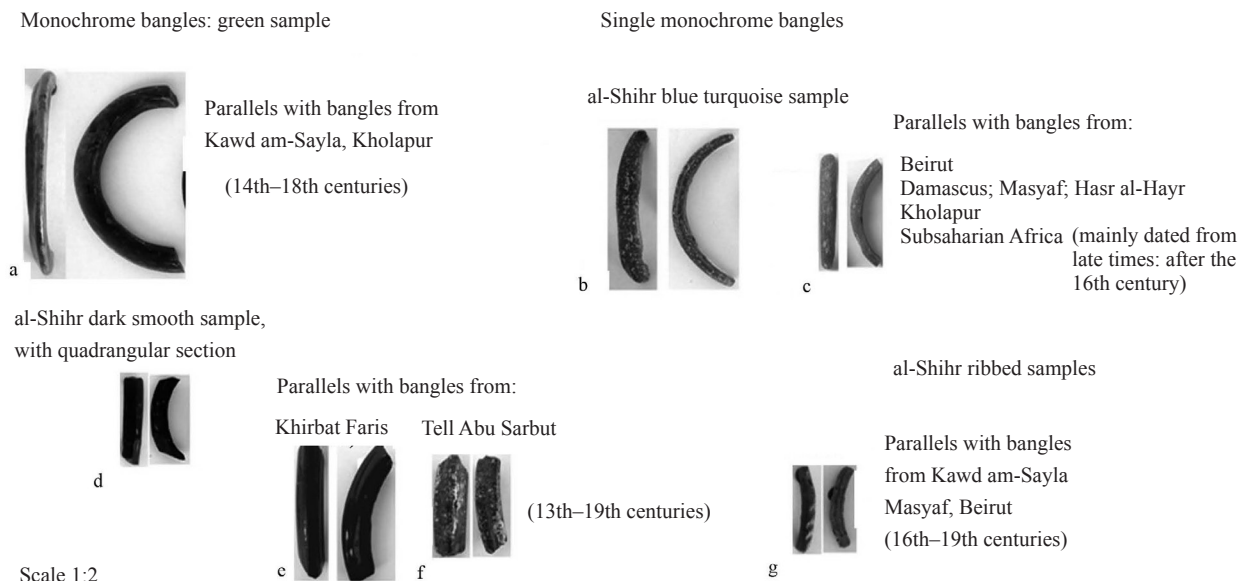 Monochrome bangles: green sample
Single monochrome bangles
Parallels with bangles from
Kawd am-Sayla, Kholapur
(14th–18th centuries)
a
al-Shihr blue turquoise sample
b
c
Parallels with bangles from:
Beirut
Damascus; Masyaf; Hasr al-Hayr
Kholapur
Subsaharian Africa (mainly dated from
late times: after the
16th century)
al-Shihr dark smooth sample,
with quadrangular section
d
Parallels with bangles from:
Khirbat Faris
Tell Abu Sarbut
e
f
(13th–19th centuries)
al-Shihr ribbed samples
Parallels with bangles
from Kawd am-Sayla
Masyaf, Beirut
(16th–19th centuries)
g
Scale 1:2